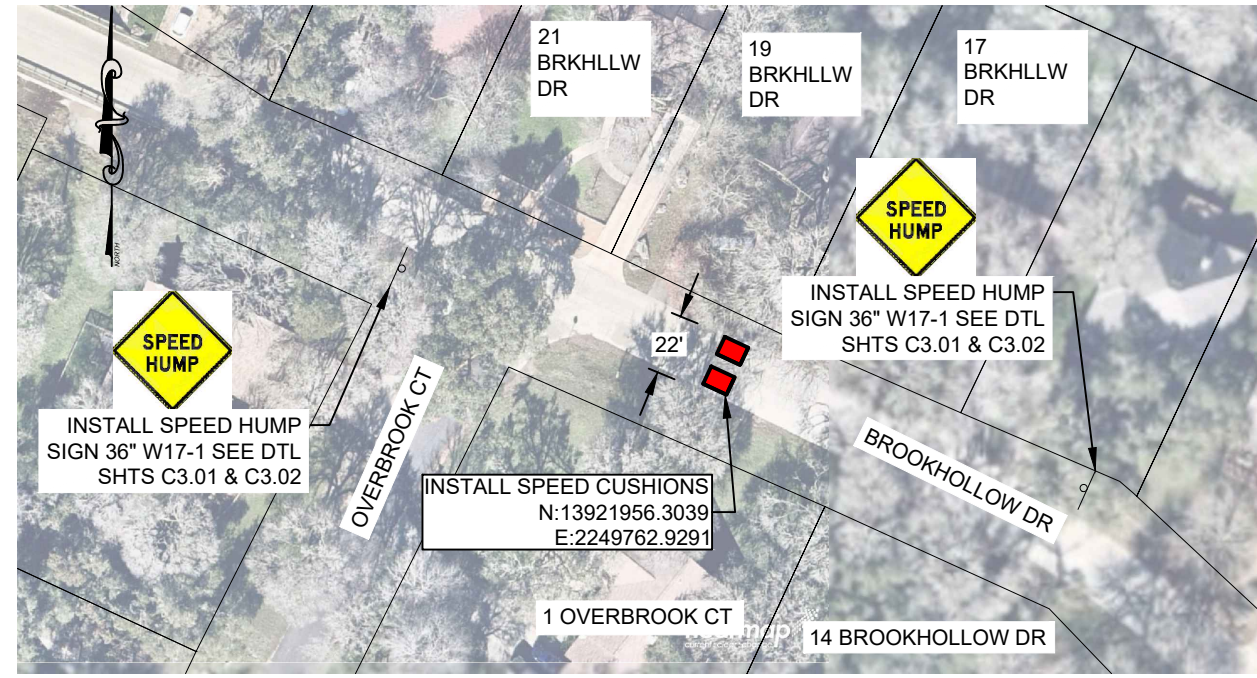 21
BRKHLLW
DR
19
BRKHLLW
DR
17
BRKHLLW
DR
NORTH
SPEED
HUMP
INSTALL SPEED HUMP
SIGN 36" W17-1 SEE DTL
SHTS C3.01 & C3.02
SPEED
HUMP
INSTALL SPEED HUMP
SIGN 36" W17-1 SEE DTL
SHTS C3.01 & C3.02
22'
OVERBROOK CT
BROOKHOLLOW DR
INSTALL SPEED CUSHIONS
N:13921956.3039
E:2249762.9291
1 OVERBROOK CT
14 BROOKHOLLOW DR